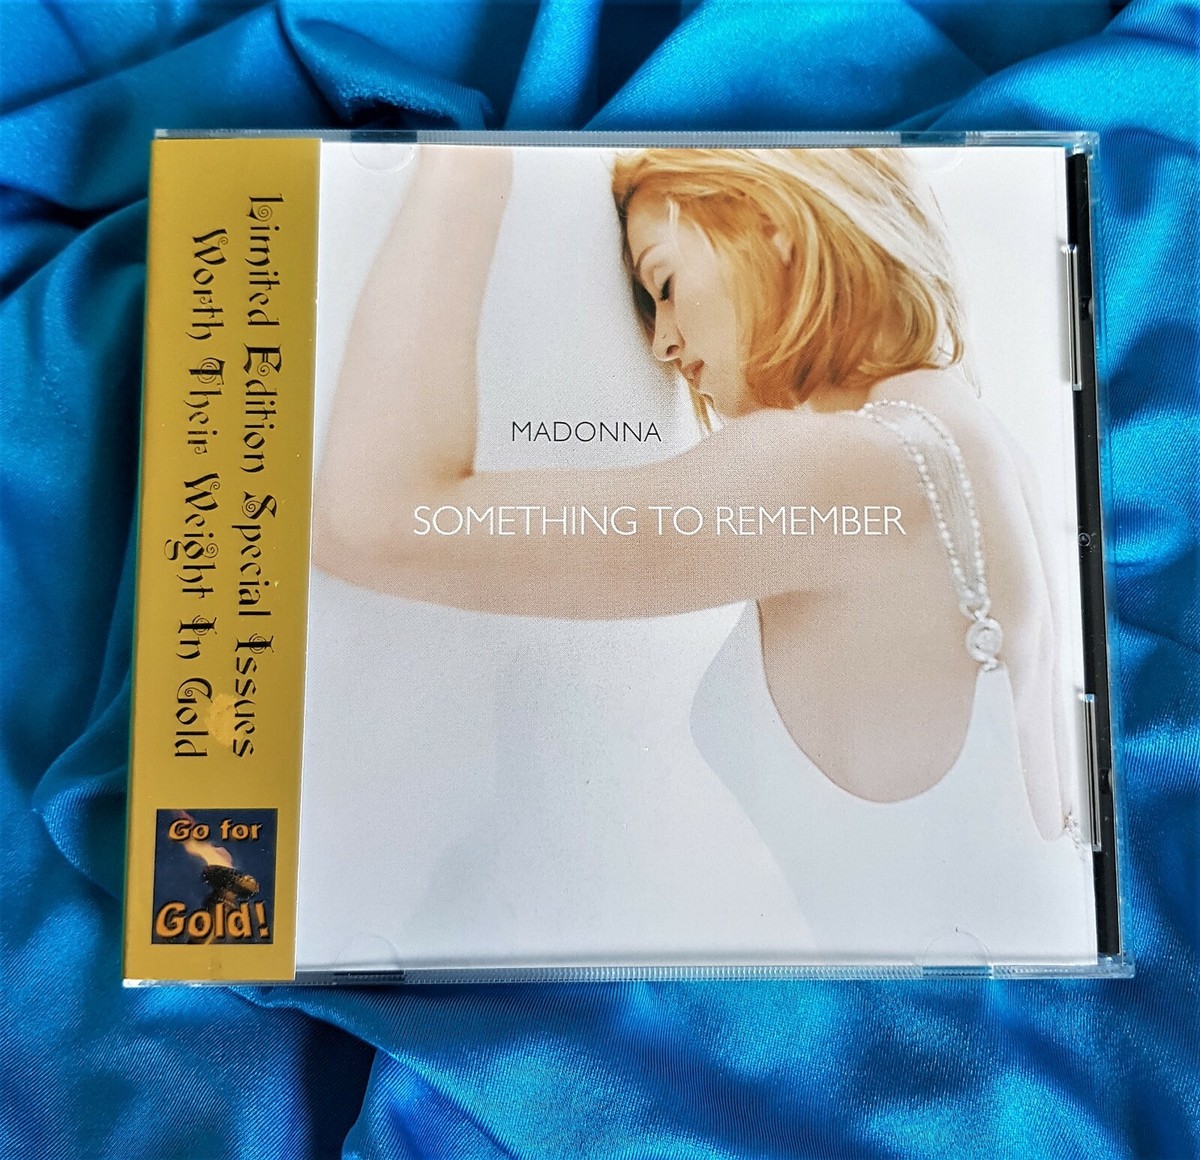 Limited Edition Special Issues
Worth Their Weight In Gold
Go for
Gold!
MADONNA
SOMETHING TO REMEMBER